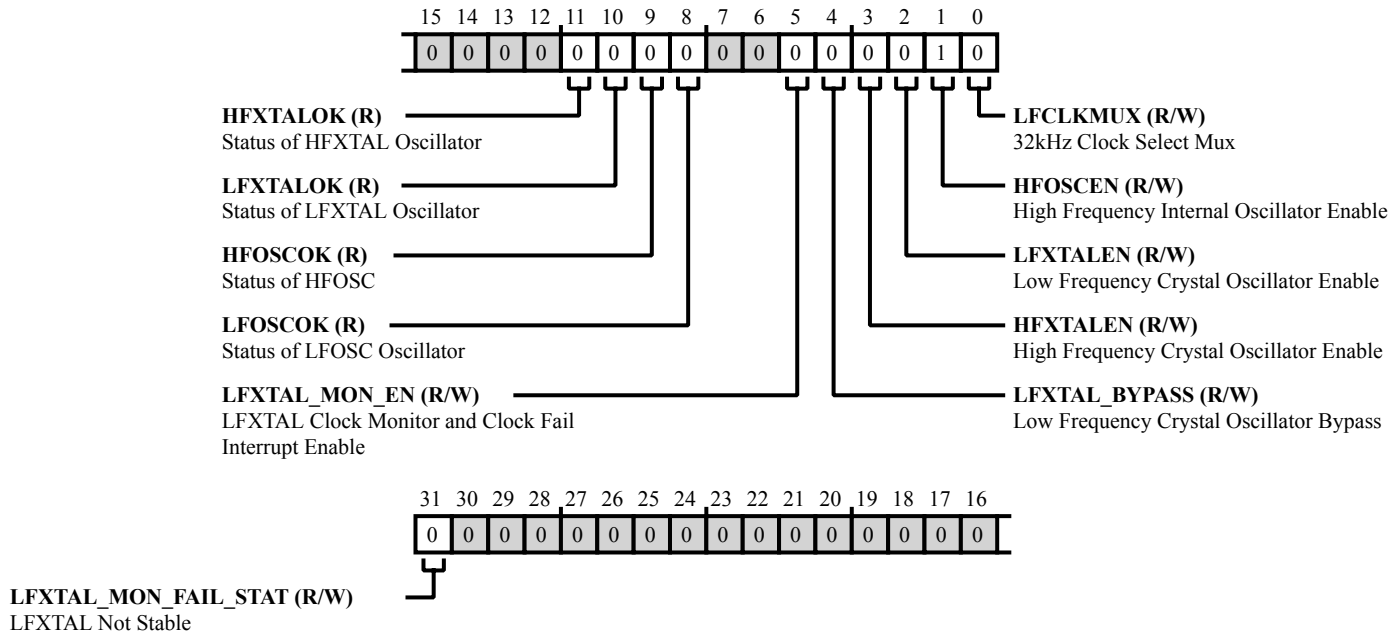 15 14 13 12 11 10 9 8 7 6 5 4 3 2 1 0
0 0 0 0 0 0 0 0 0 0 0 0 0 0 1 0
HFXTALOK (R)
Status of HFXTAL Oscillator
LFXTALOK (R)
Status of LFXTAL Oscillator
HFOSCOK (R)
Status of HFOSC
LFOSCOK (R)
Status of LFOSC Oscillator
LFXTAL_MON_EN (R/W)
LFXTAL Clock Monitor and Clock Fail
Interrupt Enable
LFCLKMUX (R/W)
32kHz Clock Select Mux
HFOSCEN (R/W)
High Frequency Internal Oscillator Enable
LFXTALEN (R/W)
Low Frequency Crystal Oscillator Enable
HFXTALEN (R/W)
High Frequency Crystal Oscillator Enable
LFXTAL_BYPASS (R/W)
Low Frequency Crystal Oscillator Bypass
31 30 29 28 27 26 25 24 23 22 21 20 19 18 17 16
0 0 0 0 0 0 0 0 0 0 0 0 0 0 0 0
LFXTAL_MON_FAIL_STAT (R/W)
LFXTAL Not Stable